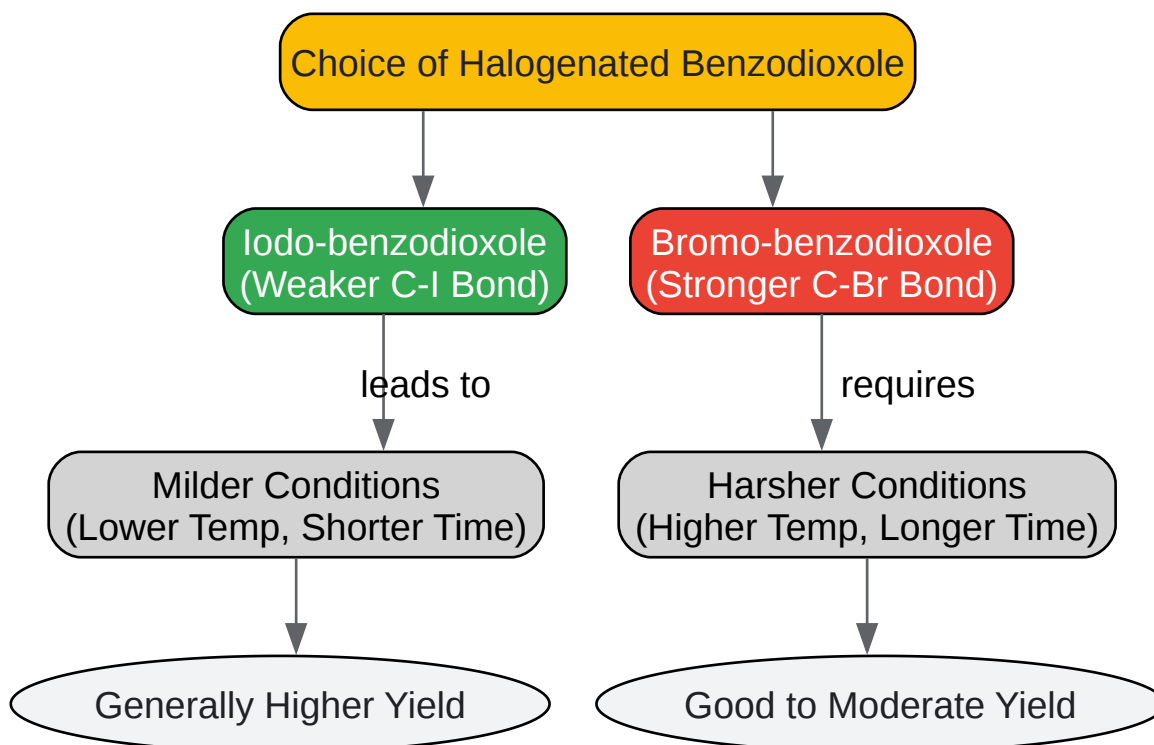 Choice of Halogenated Benzodioxole
Iodo-benzodioxole
(Weaker C-I Bond)
Bromo-benzodioxole
(Stronger C-Br Bond)
leads to
requires
Milder Conditions
(Lower Temp, Shorter Time)
Harsher Conditions
(Higher Temp, Longer Time)
Generally Higher Yield
Good to Moderate Yield